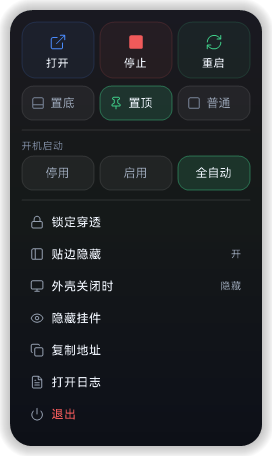 打开 停止 重启
置底 置顶 普通
开机启动
停用 启用 全自动
锁定穿透
贴边隐藏 开
外壳关闭时 隐藏
隐藏挂件
复制地址
打开日志
退出